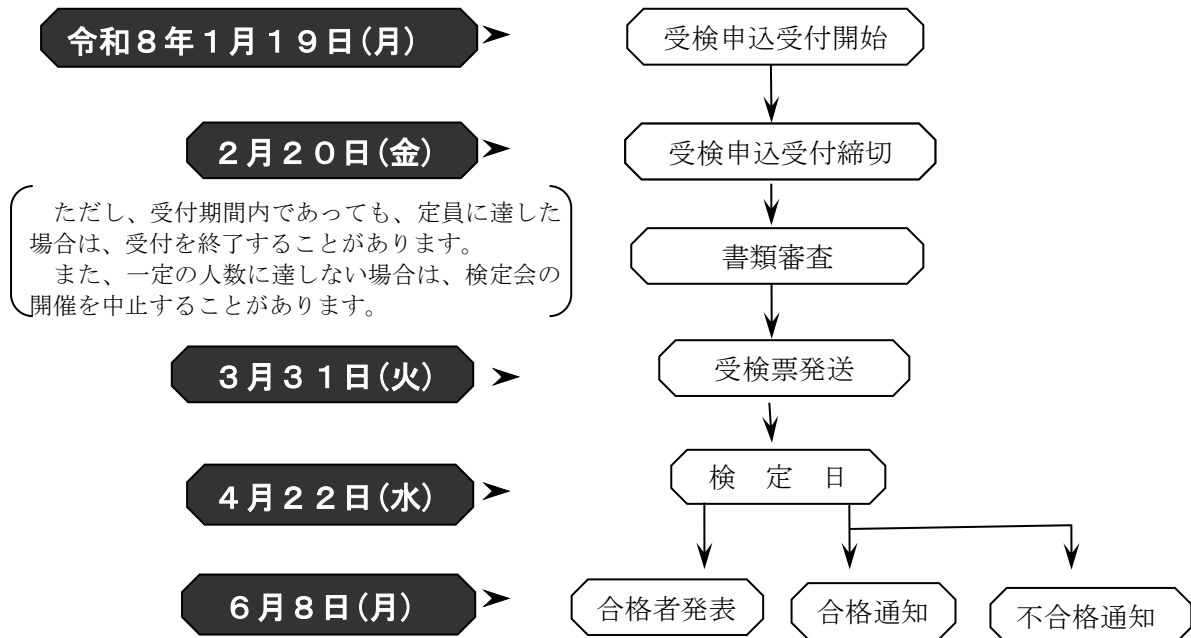 令和８年１月１９日(月)
受検申込受付開始
２月２０日(金)
受検申込受付締切
ただし、受付期間内であっても、定員に達した
場合は、受付を終了することがあります。
また、一定の人数に達しない場合は、検定会の
開催を中止することがあります。
書類審査
３月３１日(火)
受検票発送
４月２２日(水)
検　定　日
６月８日(月)
合格者発表
合格通知
不合格通知